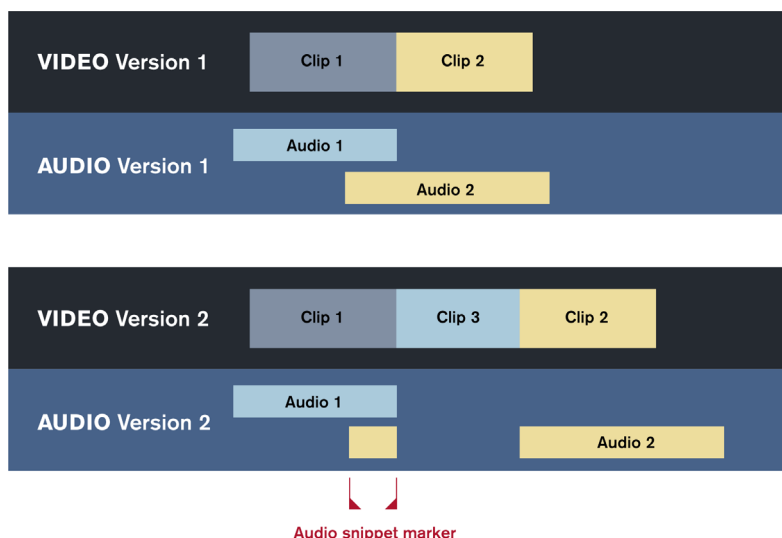 VIDEO Version 1
Clip 1
Clip 2
AUDIO Version 1
Audio 1
Audio 2
VIDEO Version 2
Clip 1
Clip 3
Clip 2
AUDIO Version 2
Audio 1
Audio 2
Audio snippet marker